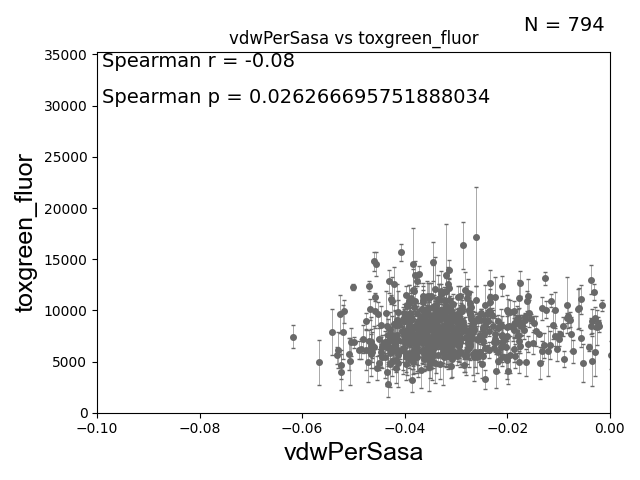 N = 794
vdwPerSasa vs toxgreen_fluor
Spearman r = -0.08
Spearman p = 0.026266695751888034
toxgreen_fluor
35000
30000
25000
20000
15000
10000
5000
0
−0.10 −0.08 −0.06 −0.04 −0.02 0.00
vdwPerSasa